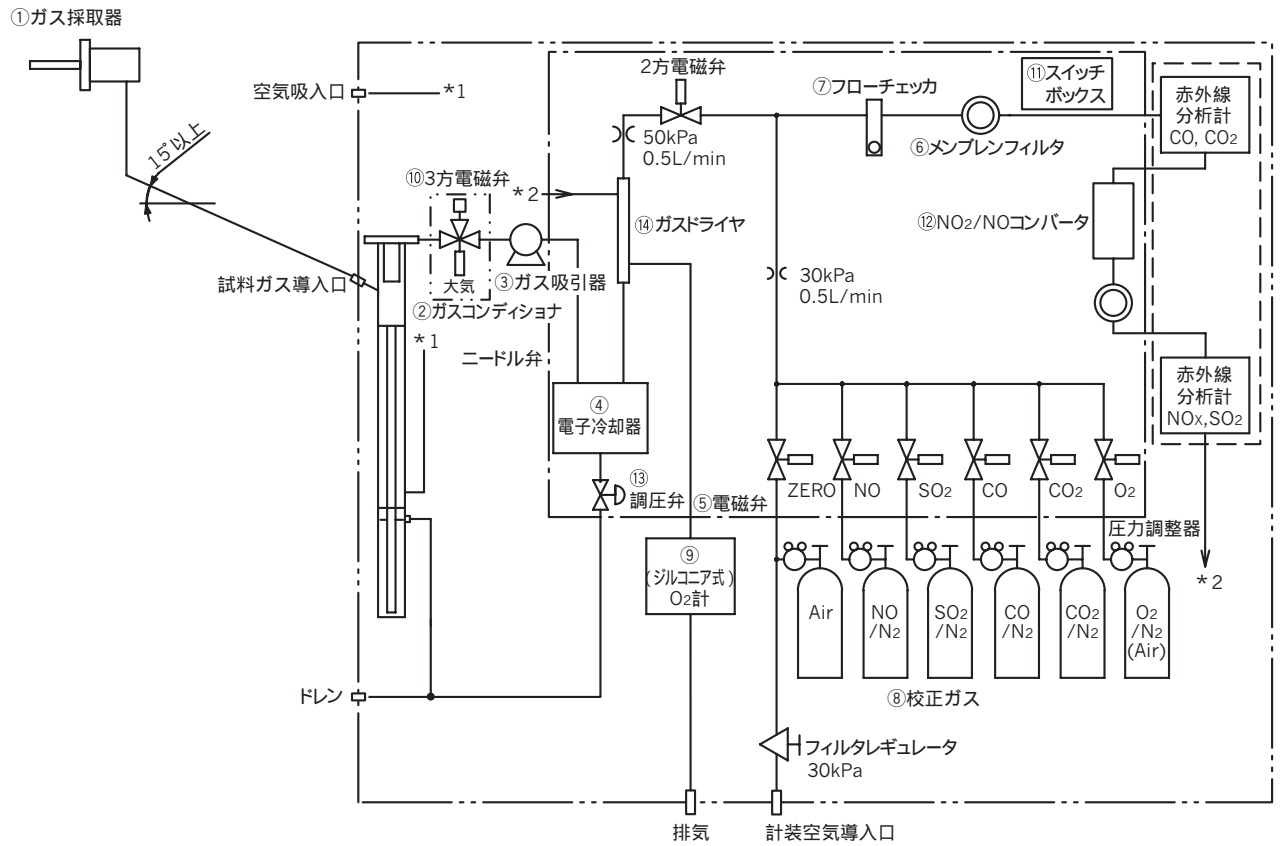 ①ガス採取器
空気吸入口
*1
15°以上
試料ガス導入口
⑩3方電磁弁
大気
②ガスコンディショナ
*1
③ガス吸引器
ニードル弁
2方電磁弁
50kPa
0.5L/min
*2
⑭ガスドライヤ
④
電子冷却器
⑬
調圧弁
⑤電磁弁
⑨
(ジルコニア式)
O2計
⑦フローチェッカ
⑥メンブレンフィルタ
⑪スイッチ
ボックス
赤外線
分析計
CO, CO2
⑫NO2/NOコンバータ
30kPa
0.5L/min
赤外線
分析計
NOx,SO2
*2
ZERO
NO
SO2
CO
CO2
O2
圧力調整器
Air
NO
/N2
SO2
/N2
CO
/N2
CO2
/N2
O2
/N2
(Air)
⑧校正ガス
ドレン
フィルタレギュレータ
30kPa
排気
計装空気導入口